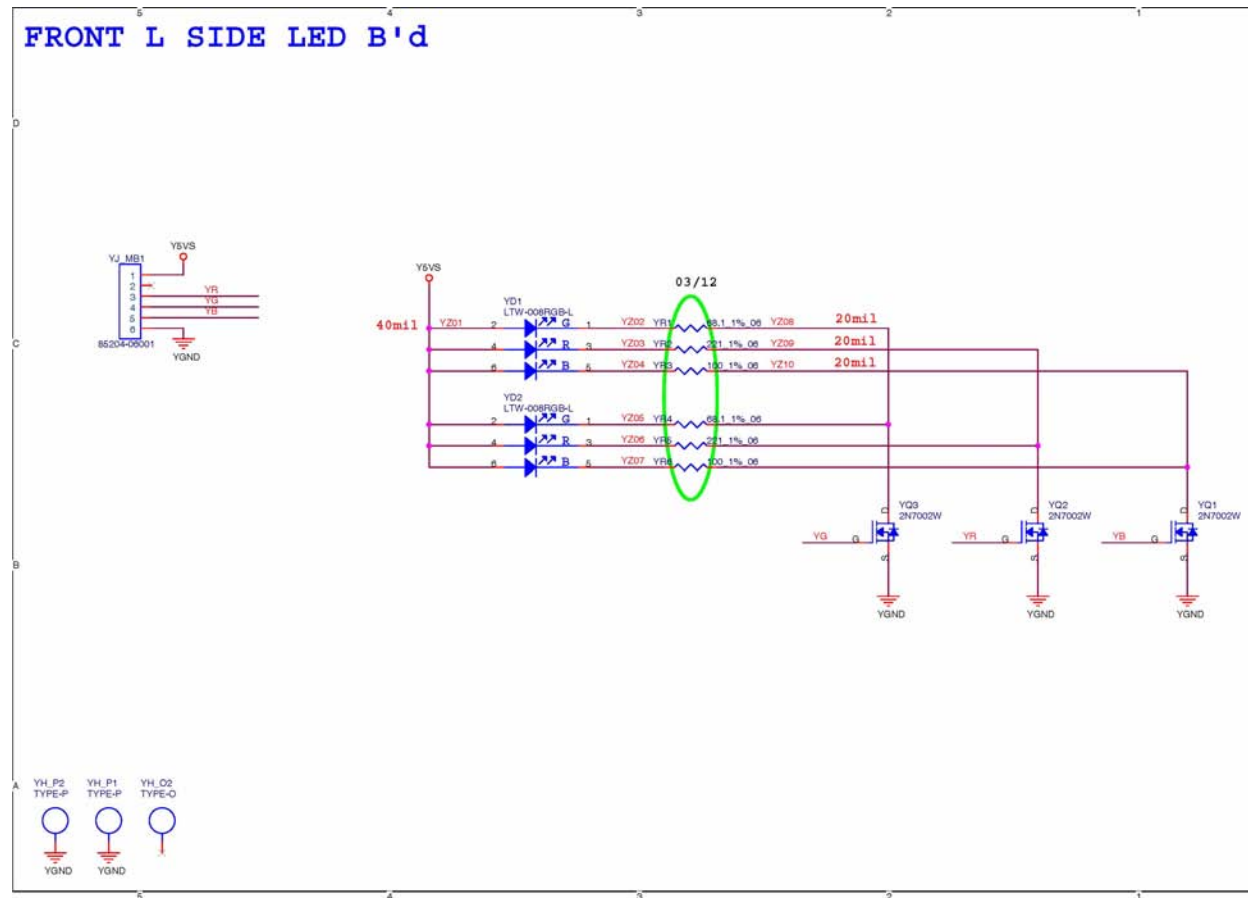 5 4 3 2 1
FRONT L SIDE LED B'd
D
Y5VS
YJ_MB1
1
2
3 YR
4 YG
5 YB
6
85204-06001
YGND
C
Y5VS
03/12
YD1
LTW-008RGB-L
40mil YZ01 2 G 1 YZ02 YR1 68.1_1%_06 YZ08 20mil
4 R 3 YZ03 YR2 221_1%_06 YZ09 20mil
6 B 5 YZ04 YR3 100_1%_06 YZ10 20mil
YD2
LTW-008RGB-L
2 G 1 YZ05 YR4 68.1_1%_06
4 R 3 YZ06 YR5 221_1%_06
6 B 5 YZ07 YR6 100_1%_06
D YQ3 D YQ2 D YQ1
2N7002W 2N7002W 2N7002W
YG G YR G YB G
S S S
B
YGND YGND YGND
A
YH_P2 YH_P1 YH_O2
TYPE-P TYPE-P TYPE-O
YGND YGND
5 4 3 2 1